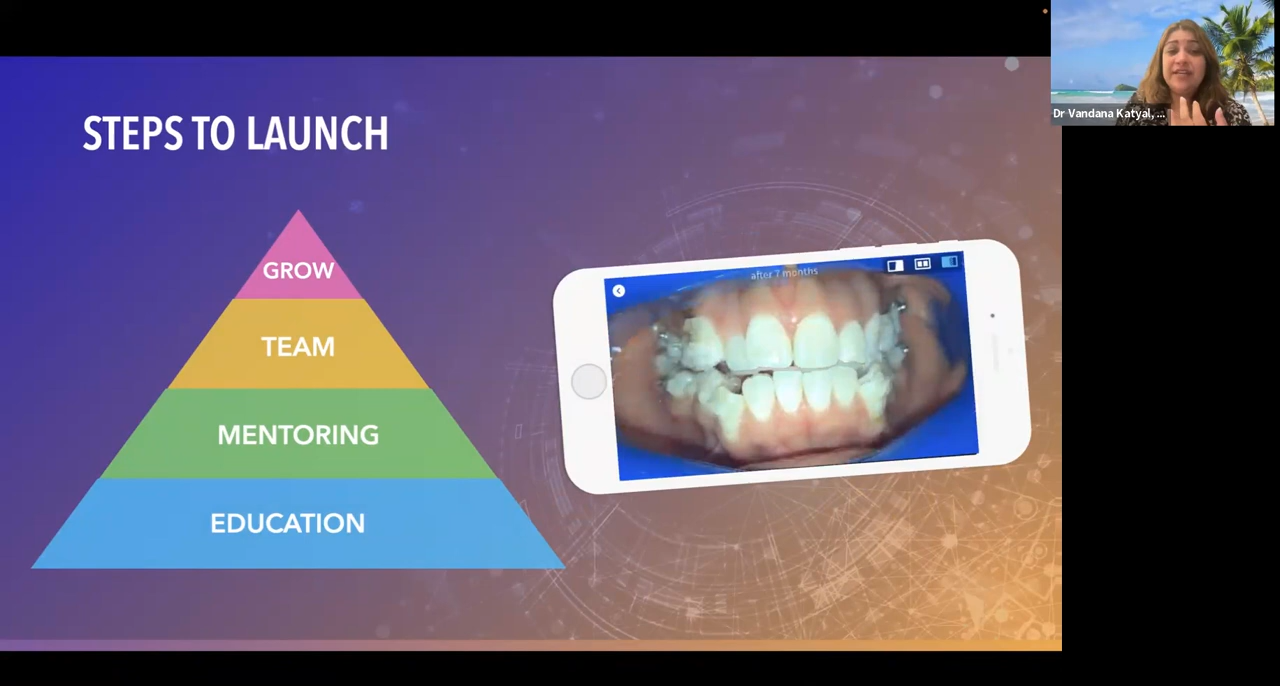 STEPS TO LAUNCH
GROW
TEAM
MENTORING
EDUCATION
after 7 months
Dr Vandana Katyal, ...